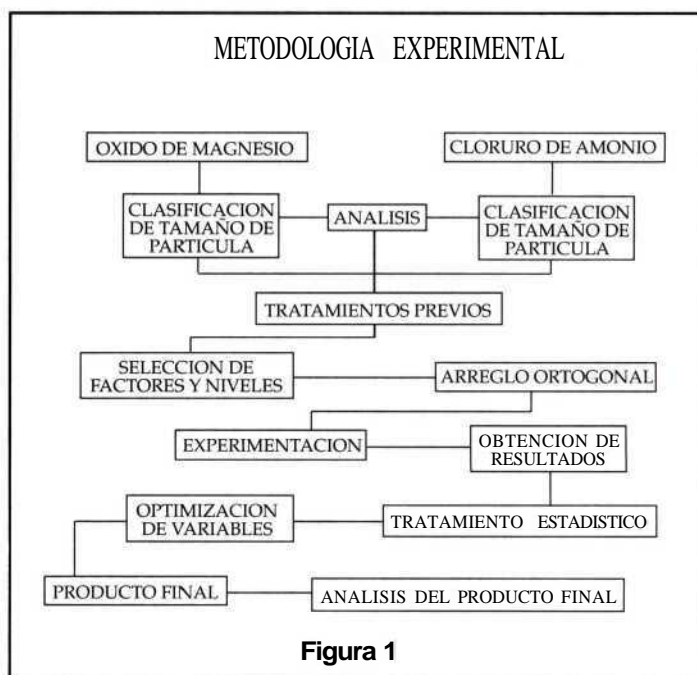 METODOLOGIA EXPERIMENTAL
OXIDO DE MAGNESIO
CLORURO DE AMONIO
CLASIFICACION
DE TAMAÑO DE
PARTICULA
ANALISIS
CLASIFICACION
DE TAMAÑO DE
PARTICULA
TRATAMIENTOS PREVIOS
SELECCION DE
FACTORES Y NIVELES
ARREGLO ORTOGONAL
EXPERIMENTACION
OBTENCION DE
RESULTADOS
OPTIMIZACION
DE VARIABLES
TRATAMIENTO ESTADISTICO
PRODUCTO FINAL
ANALISIS DEL PRODUCTO FINAL
Figura 1